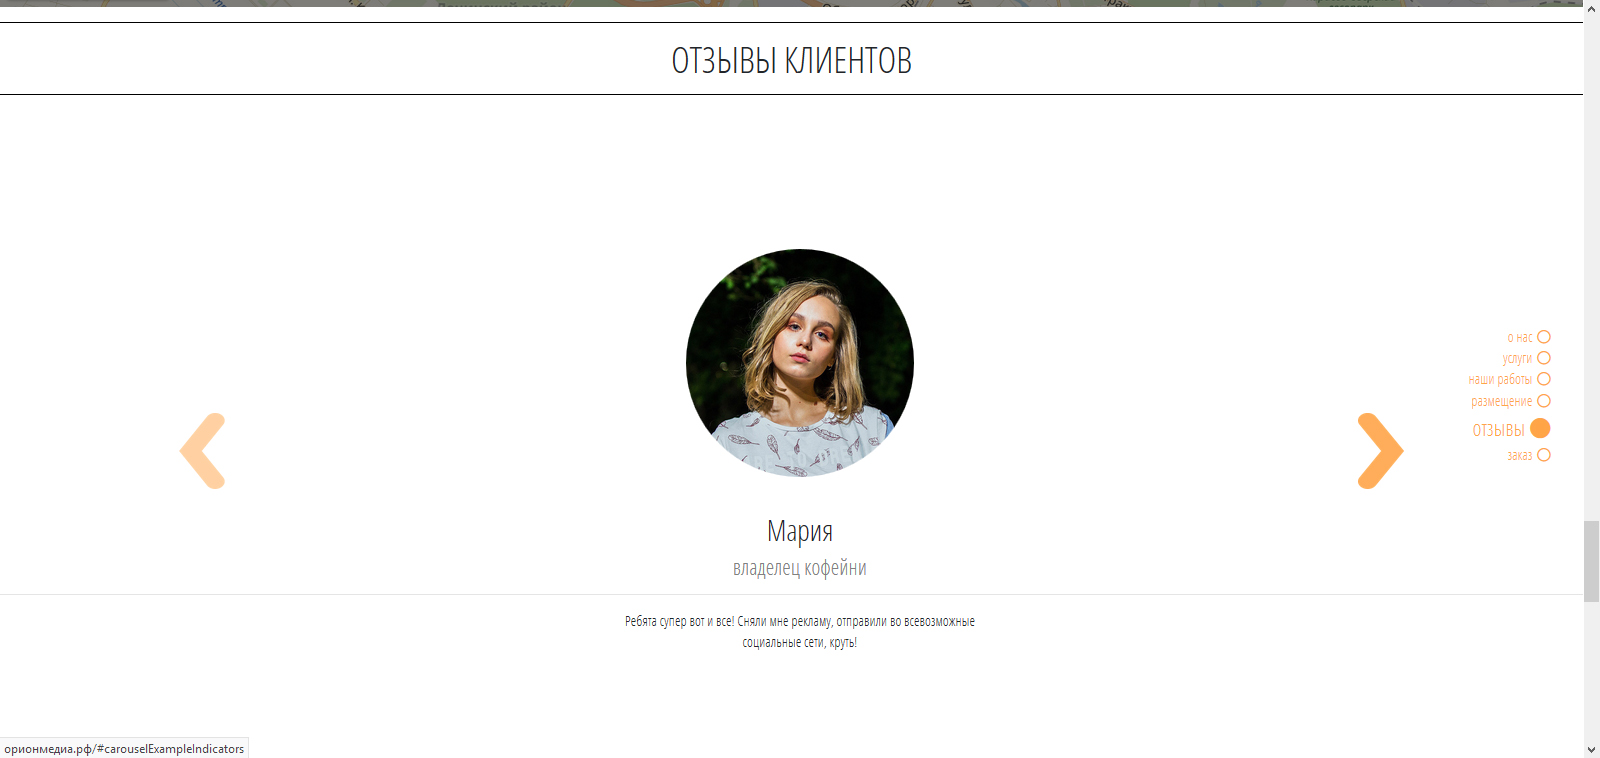 ОТЗЫВЫ КЛИЕНТОВ
о нас
услуги
наши работы
размещение
ОТЗЫВЫ
заказ
Мария
владелец кофейни
Ребята супер вот и все! Сняли мне рекламу, отправили во всевозможные
социальные сети, круть!
орионмедиа.рф/#carouselExampleIndicators